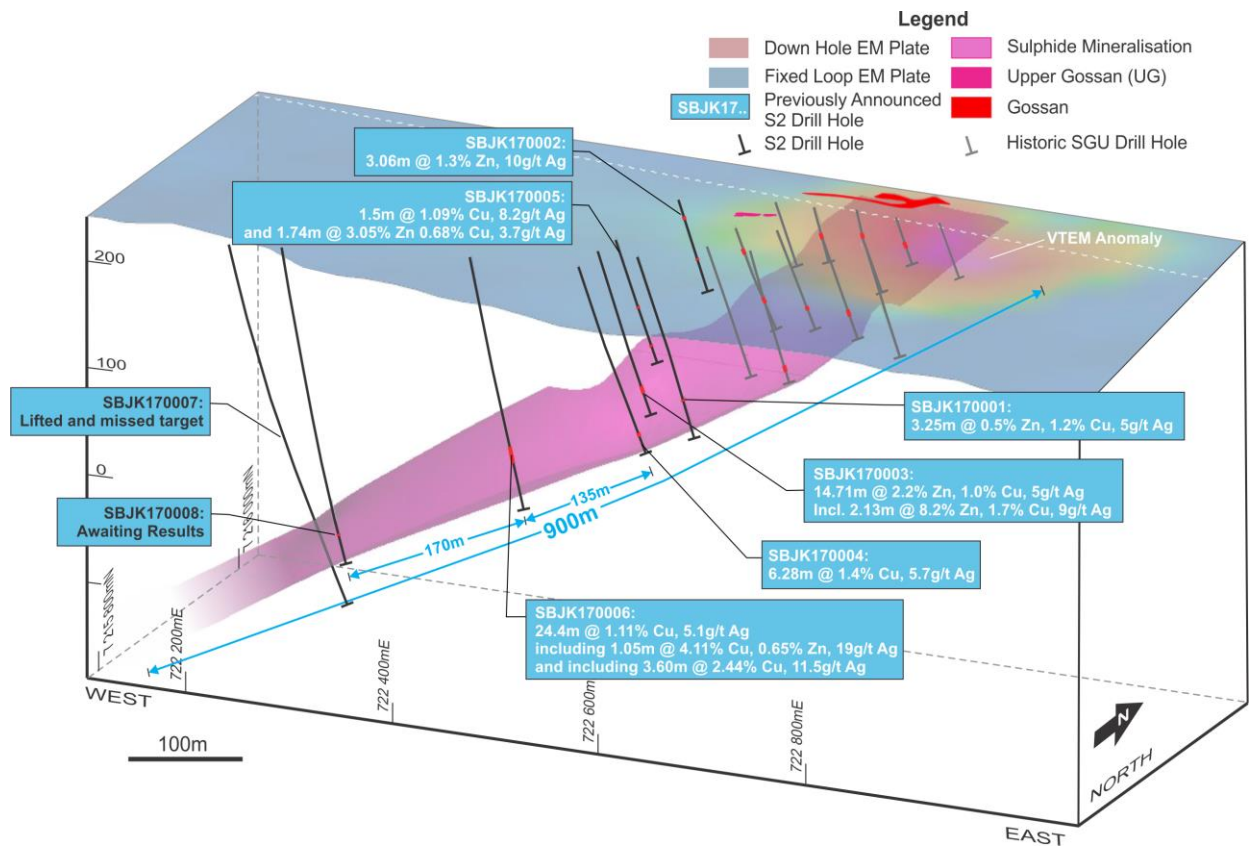 Legend
Down Hole EM Plate
Fixed Loop EM Plate
SBJK17..
Previously Announced
S2 Drill Hole
S2 Drill Hole
Sulphide Mineralisation
Upper Gossan (UG)
Gossan
Historic SGU Drill Hole
SBJK170002:
3.06m @ 1.3% Zn, 10g/t Ag
SBJK170005:
1.5m @ 1.09% Cu, 8.2g/t Ag
and 1.74m @ 3.05% Zn 0.68% Cu, 3.7g/t Ag
VTEM Anomaly
200
100
0
SBJK170007:
Lifted and missed target
SBJK170008:
Awaiting Results
SBJK170001:
3.25m @ 0.5% Zn, 1.2% Cu, 5g/t Ag
SBJK170003:
14.71m @ 2.2% Zn, 1.0% Cu, 5g/t Ag
Incl. 2.13m @ 8.2% Zn, 1.7% Cu, 9g/t Ag
135m
900m
170m
SBJK170004:
6.28m @ 1.4% Cu, 5.7g/t Ag
SBJK170006:
24.4m @ 1.11% Cu, 5.1g/t Ag
including 1.05m @ 4.11% Cu, 0.65% Zn, 19g/t Ag
and including 3.60m @ 2.44% Cu, 11.5g/t Ag
722 200mE
722 400mE
722 600m
722 800mE
WEST
100m
EAST
NORTH
N